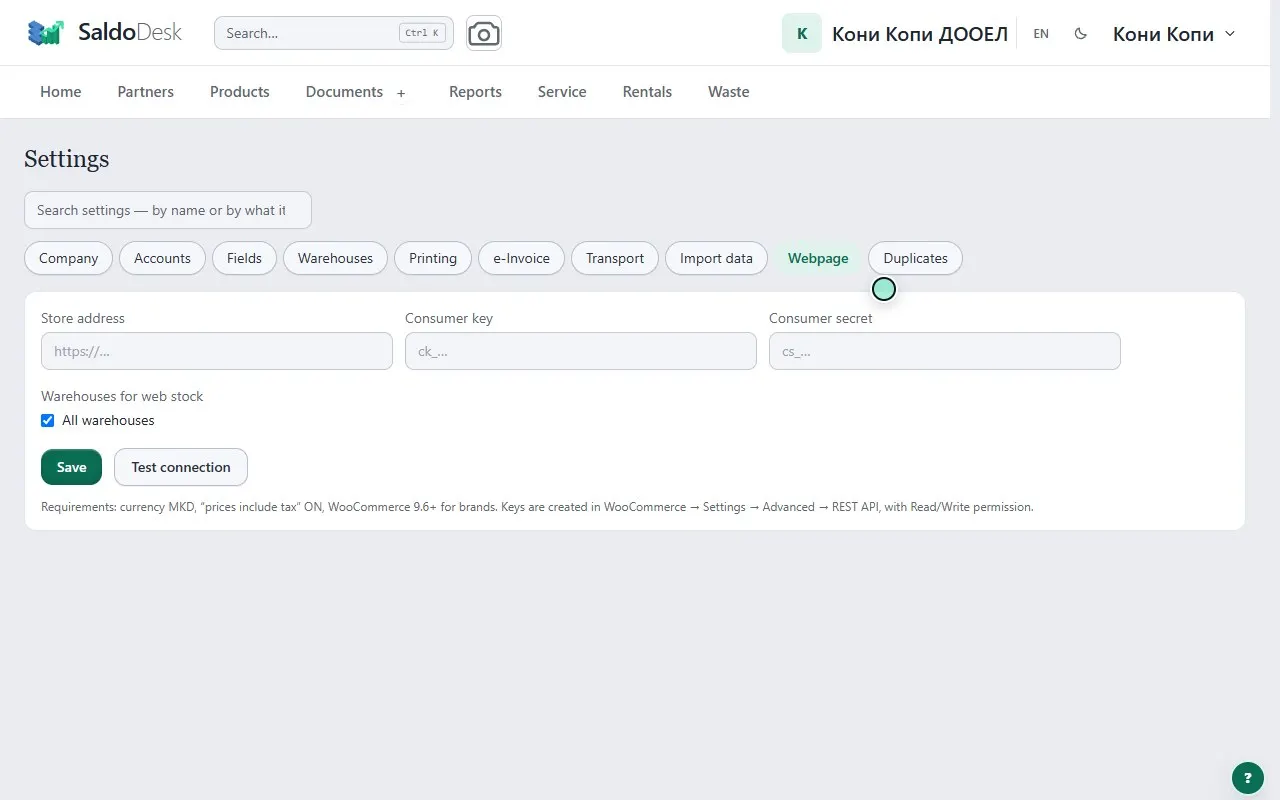 SaldoDesk
Search...
Ctrl K
K
Кони Копи ДООЕЛ
EN
Кони Копи
Home
Partners
Products
Documents +
Reports
Service
Rentals
Waste
Settings
Search settings — by name or by what it
Company
Accounts
Fields
Warehouses
Printing
e-Invoice
Transport
Import data
Webpage
Duplicates
Store address
Consumer key
Consumer secret
https://...
ck_...
cs_...
Warehouses for web stock
All warehouses
Save
Test connection
Requirements: currency MKD, “prices include tax” ON, WooCommerce 9.6+ for brands. Keys are created in WooCommerce → Settings → Advanced → REST API, with Read/Write permission.
?